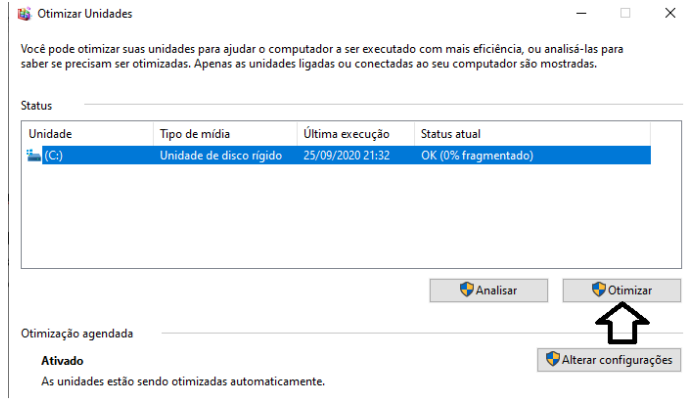 Otimizar Unidades
Você pode otimizar suas unidades para ajudar o computador a ser executado com mais eficiência, ou analisá-las para
saber se precisam ser otimizadas. Apenas as unidades ligadas ou conectadas ao seu computador são mostradas.
Status
Unidade Tipo de mídia Última execução Status atual
(C:) Unidade de disco rígido 25/09/2020 21:32 OK (0% fragmentado)
Analisar Otimizar
Otimização agendada
Ativado Alterar configurações
As unidades estão sendo otimizadas automaticamente.